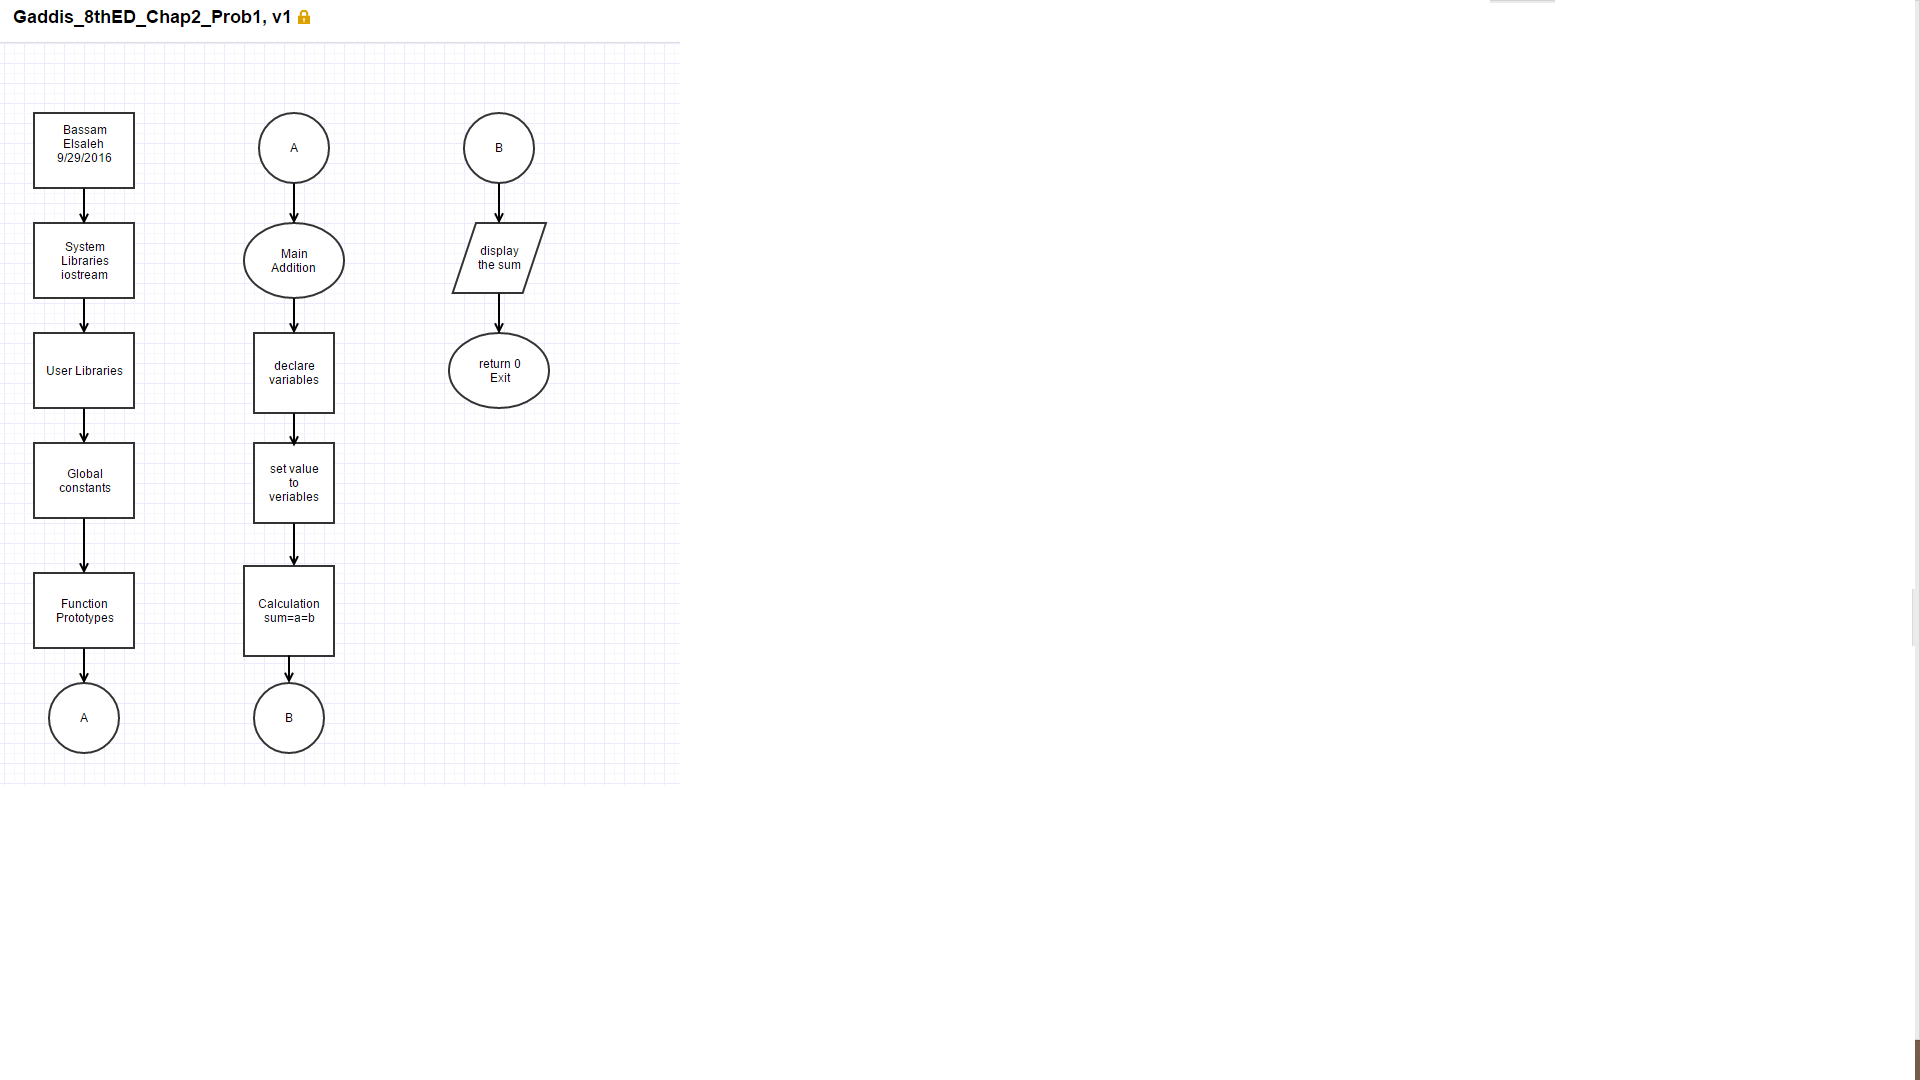 Gaddis_8thED_Chap2_Prob1, v1
Bassam
Elsaleh
9/29/2016
System
Libraries
iostream
User Libraries
Global
constants
Function
Prototypes
A
A
Main
Addition
declare
variables
set value
to
veriables
Calculation
sum=a=b
B
B
display
the sum
return 0
Exit